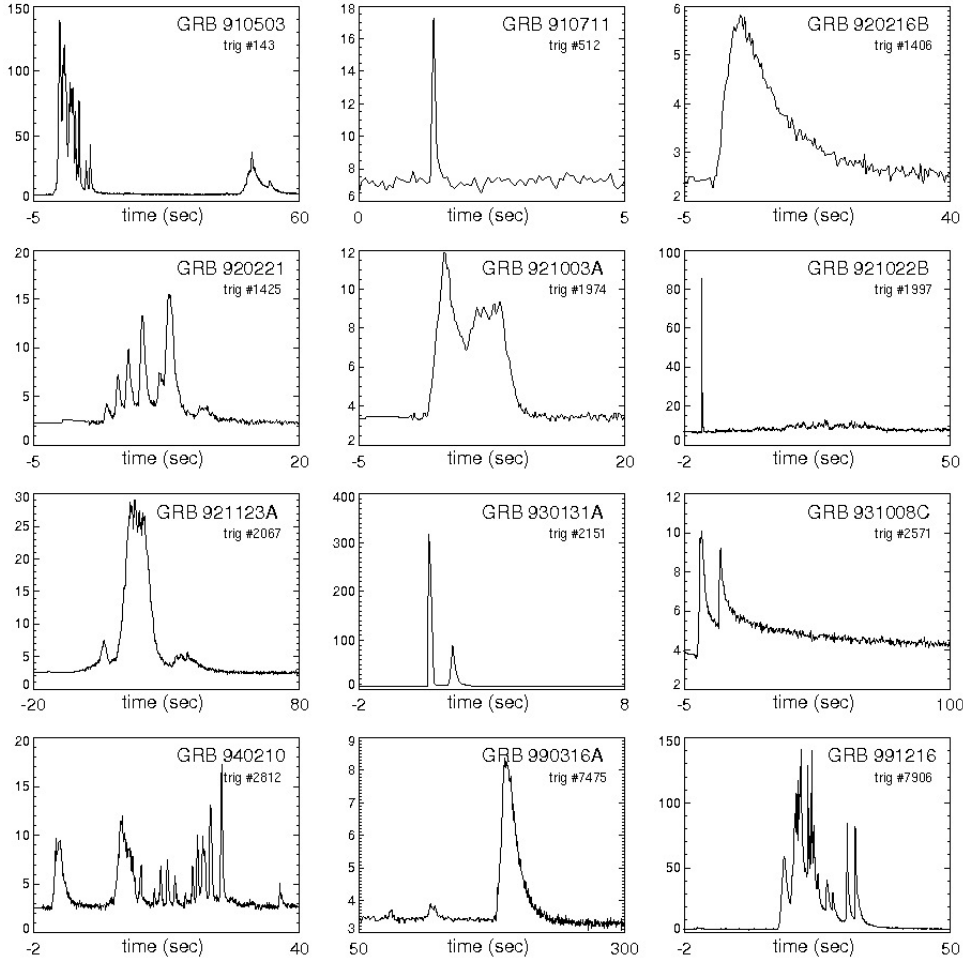 GRB 910503
trig #143
150
100
50
0
-5
time (sec)
60
GRB 910711
trig #512
18
16
14
12
10
8
6
0
time (sec)
5
GRB 920216B
trig #1406
6
5
4
3
2
-5
time (sec)
40
GRB 920221
trig #1425
20
15
10
5
0
-5
time (sec)
20
GRB 921003A
trig #1974
12
10
8
6
4
2
-5
time (sec)
20
GRB 921022B
trig #1997
100
80
60
40
20
0
-2
time (sec)
50
GRB 921123A
trig #2067
30
25
20
15
10
5
0
-20
time (sec)
80
GRB 930131A
trig #2151
400
300
200
100
0
-2
time (sec)
8
GRB 931008C
trig #2571
12
10
8
6
4
2
-5
time (sec)
100
GRB 940210
trig #2812
20
15
10
5
0
-2
time (sec)
40
GRB 990316A
trig #7475
9
8
7
6
5
4
3
50
time (sec)
300
GRB 991216
trig #7906
150
100
50
0
-2
time (sec)
50